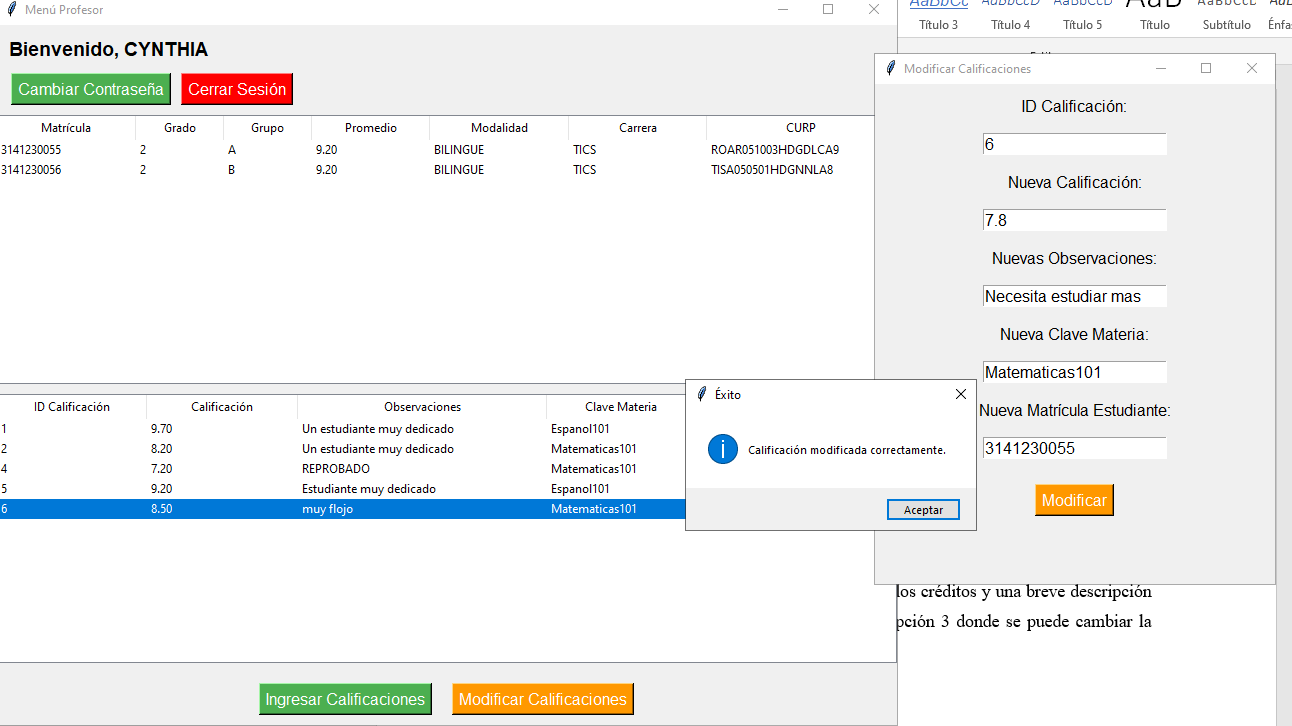 Menú Profesor
Bienvenido, CYNTHIA
Cambiar Contraseña Cerrar Sesión
Matrícula Grado Grupo Promedio Modalidad Carrera CURP
3141230055 2 A 9.20 BILINGUE TICS ROAR051003HDGDLCA9
3141230056 2 B 9.20 BILINGUE TICS TISA050501HDGNNLA8
ID Calificación Calificación Observaciones Clave Materia
1 9.70 Un estudiante muy dedicado Espanol101
2 8.20 Un estudiante muy dedicado Matematicas101
4 7.20 REPROBADO Matematicas101
5 9.20 Estudiante muy dedicado Espanol101
6 8.50 muy flojo Matematicas101
Ingresar Calificaciones Modificar Calificaciones
AaBbCc AaBbCcD AaBbCcD AaB AaBbCcD
Título 3 Título 4 Título 5 Título Subtítulo Énfas
Modificar Calificaciones
ID Calificación:
6
Nueva Calificación:
7.8
Nuevas Observaciones:
Necesita estudiar mas
Nueva Clave Materia:
Matematicas101
Nueva Matrícula Estudiante:
3141230055
Modificar
Éxito
Calificación modificada correctamente.
Aceptar
los créditos y una breve descripción
pción 3 donde se puede cambiar la